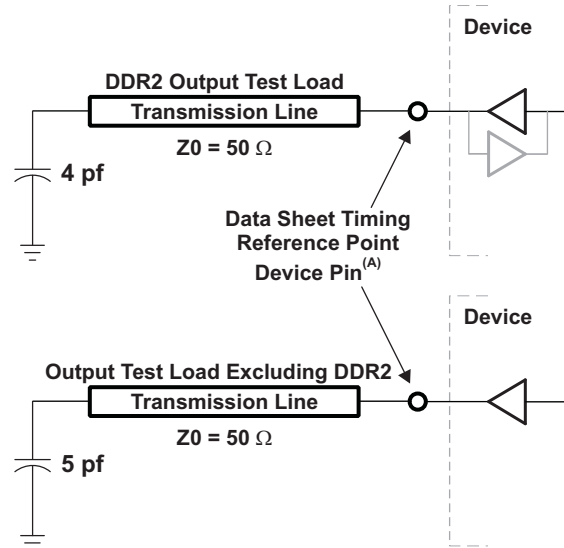 Device
DDR2 Output Test Load
Transmission Line
Z0 = 50 Ω
4 pf
Data Sheet Timing
Reference Point
Device Pin(A)
Device
Output Test Load Excluding DDR2
Transmission Line
Z0 = 50 Ω
5 pf